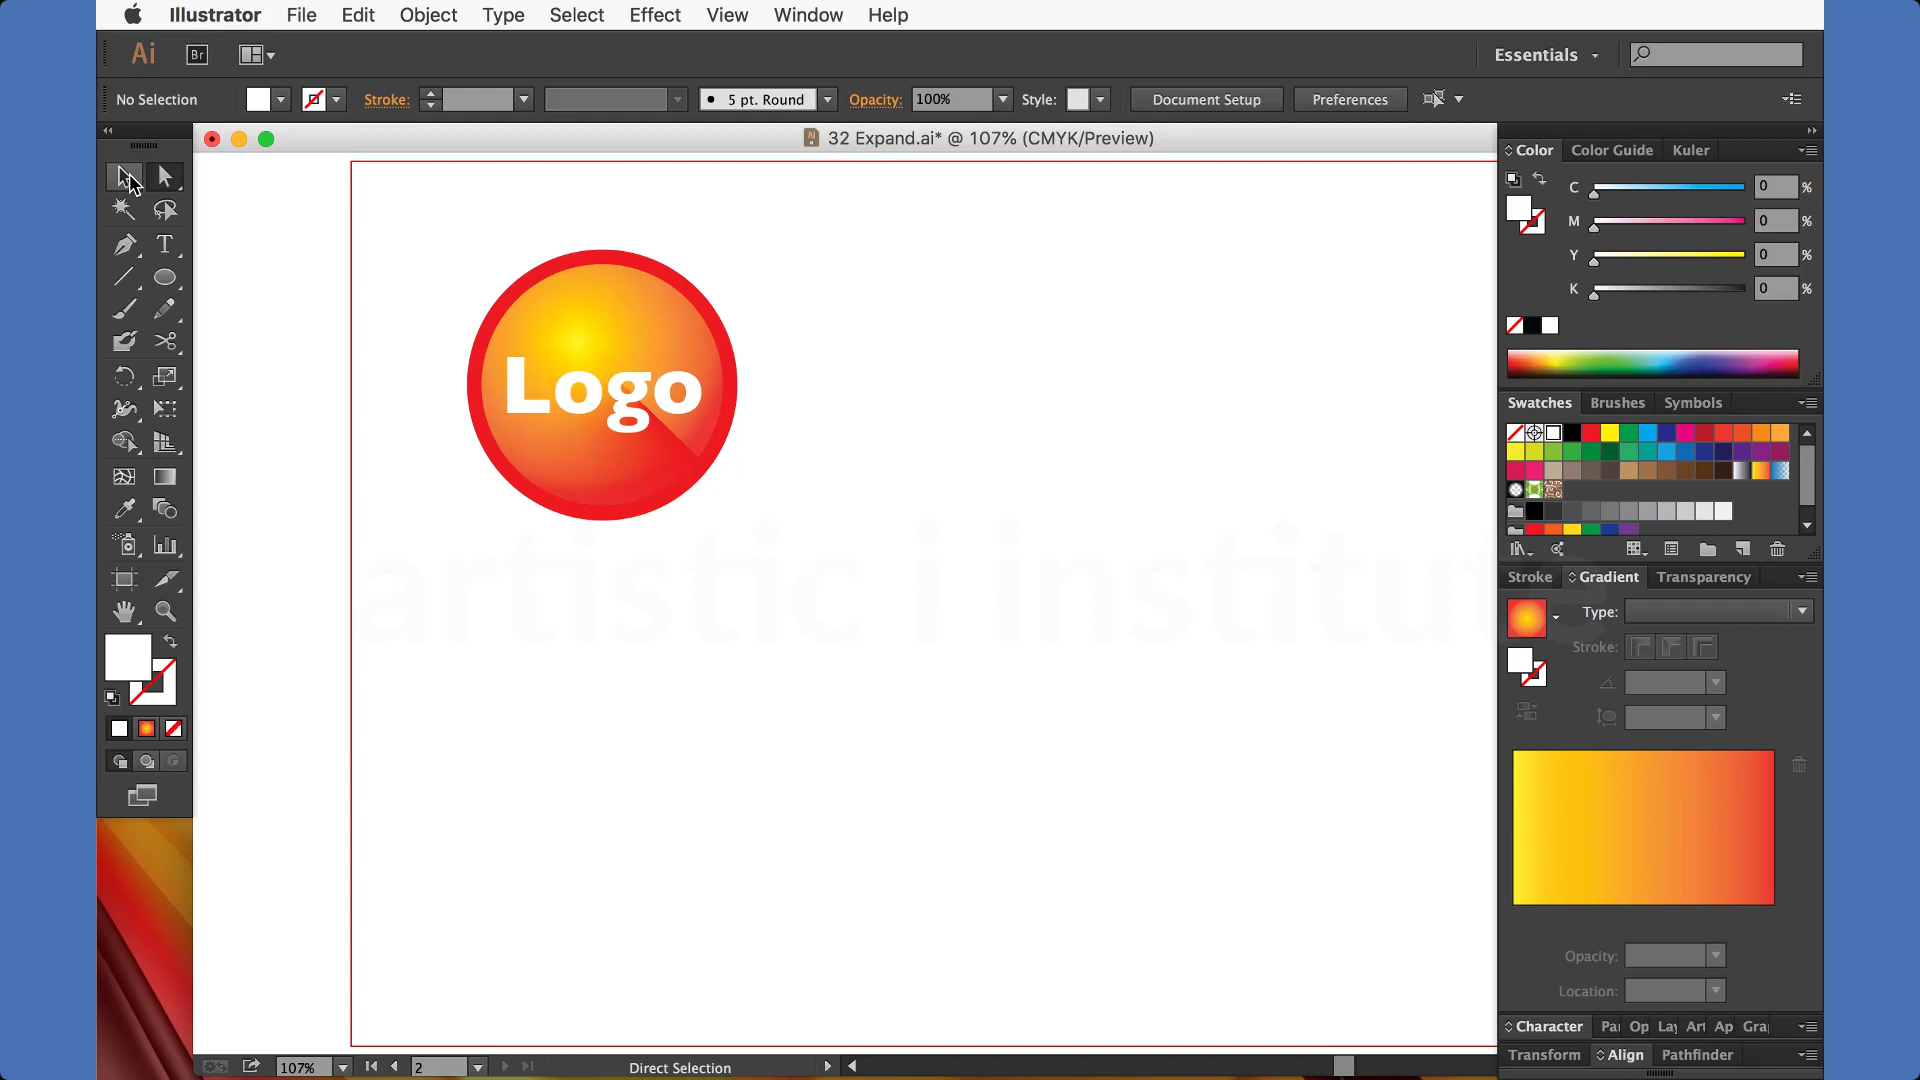 Illustrator File Edit Object Type Select Effect View Window Help
Ai Br Essentials
No Selection Stroke: 5 pt. Round Opacity: 100% Style: Document Setup Preferences
32 Expand.ai* @ 107% (CMYK/Preview)
Color Color Guide Kuler
C 0 %
M 0 %
Y 0 %
K 0 %
Logo
Swatches Brushes Symbols
artistic i institute
Stroke Gradient Transparency
Type:
Stroke:
Opacity:
Location:
Character Pa Op Lay Art Ap Gra
Transform Align Pathfinder
107% 2 Direct Selection